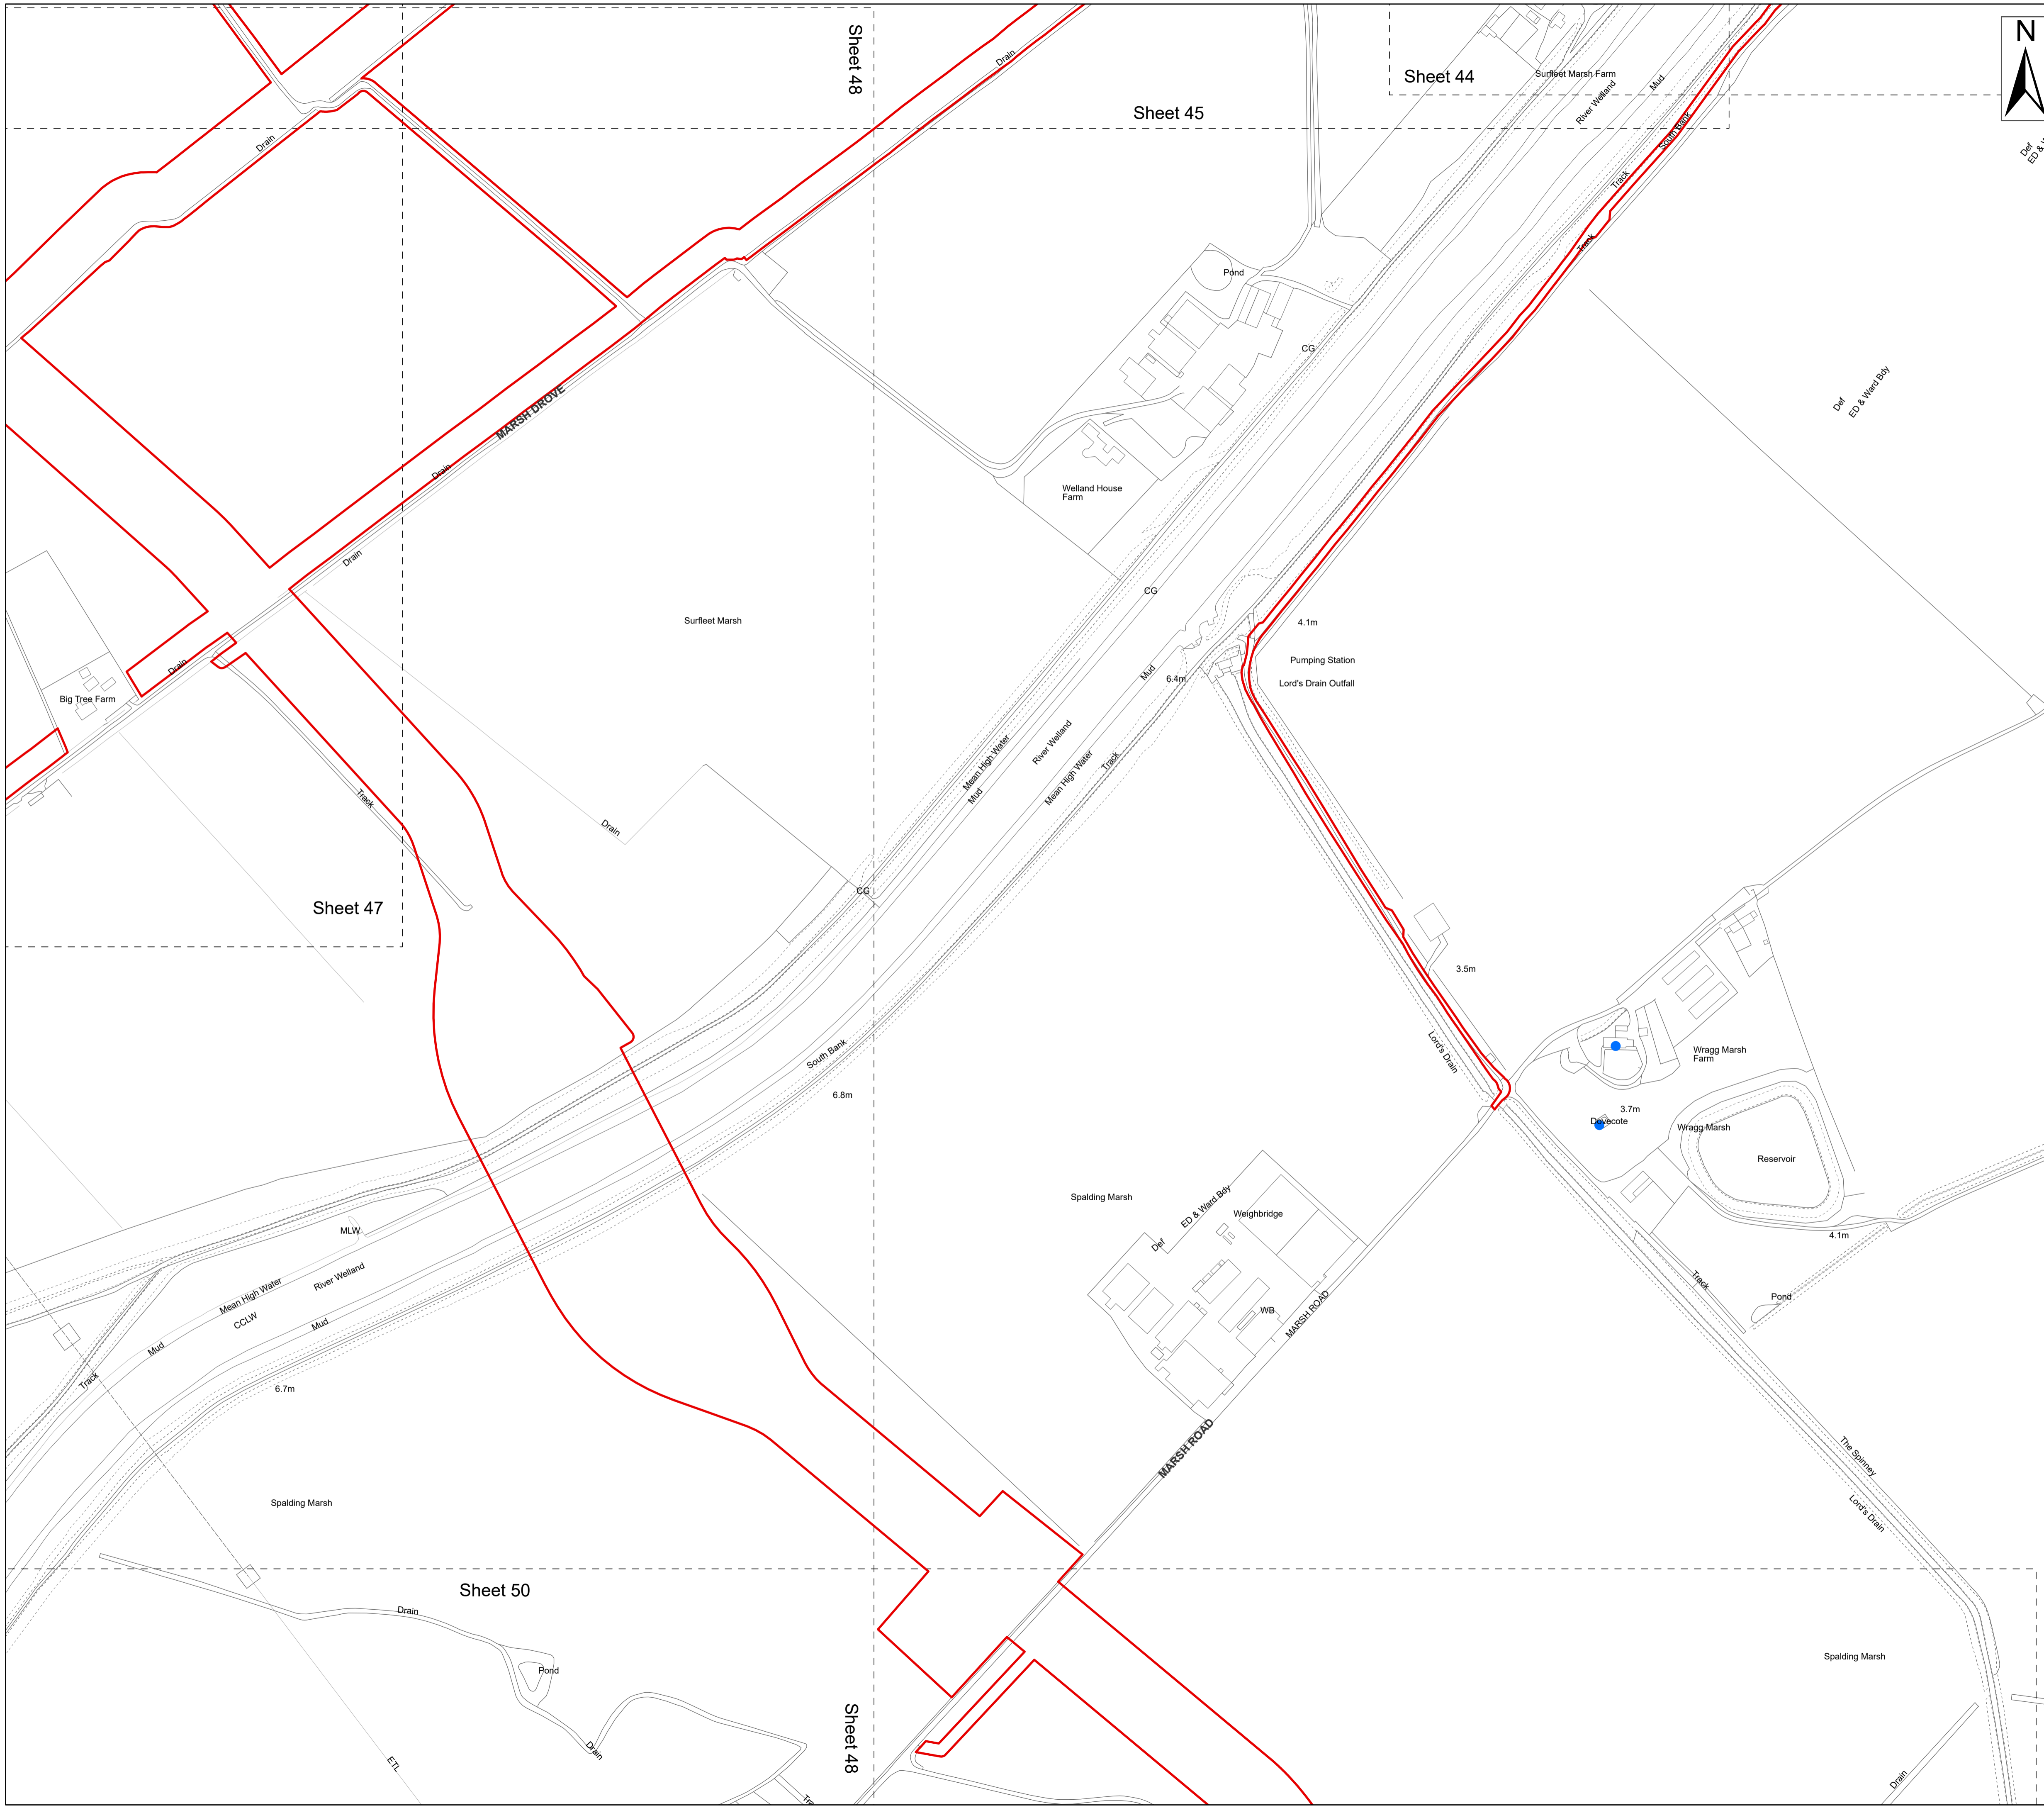 Sheet 48
Drain
Sheet 44
Surfleet Marsh Farm
N
Mud
River Welland
Sheet 45
South Bank
Drain
Def
Track
Track
Pond
CG
MARSH DROVE
Def
ED & Ward Bdy
Drain
Welland House
Farm
Drain
CG
Surfleet Marsh
4.1m
Pumping Station
Lord's Drain Outfall
Drain
Mud
6.4m
Big Tree Farm
River Welland
Mean High Water
Mean High Water
Track
Mud
Track
Drain
CG
Sheet 47
3.5m
South Bank
Lord's Drain
Wragg Marsh
Farm
6.8m
3.7m
Dovecote
Wragg Marsh
Reservoir
Spalding Marsh
ED & Ward Bdy
Weighbridge
Def
MLW
4.1m
River Welland
Mean High Water
CCLW
Mud
Mud
Track
Pond
WB
MARSH ROAD
Track
6.7m
MARSH ROAD
The Spinney
Spalding Marsh
Lord's Drain
Sheet 50
Drain
Pond
Spalding Marsh
Sheet 48
Drain
ETL
Drain